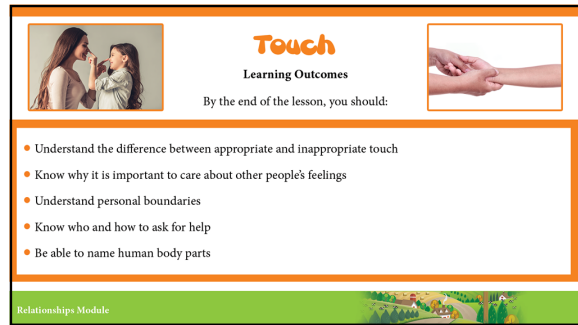 Touch
Learning Outcomes
By the end of the lesson, you should:
Understand the difference between appropriate and inappropriate touch
Know why it is important to care about other people's feelings
Understand personal boundaries
Know who and how to ask for help
Be able to name human body parts
Relationships Module